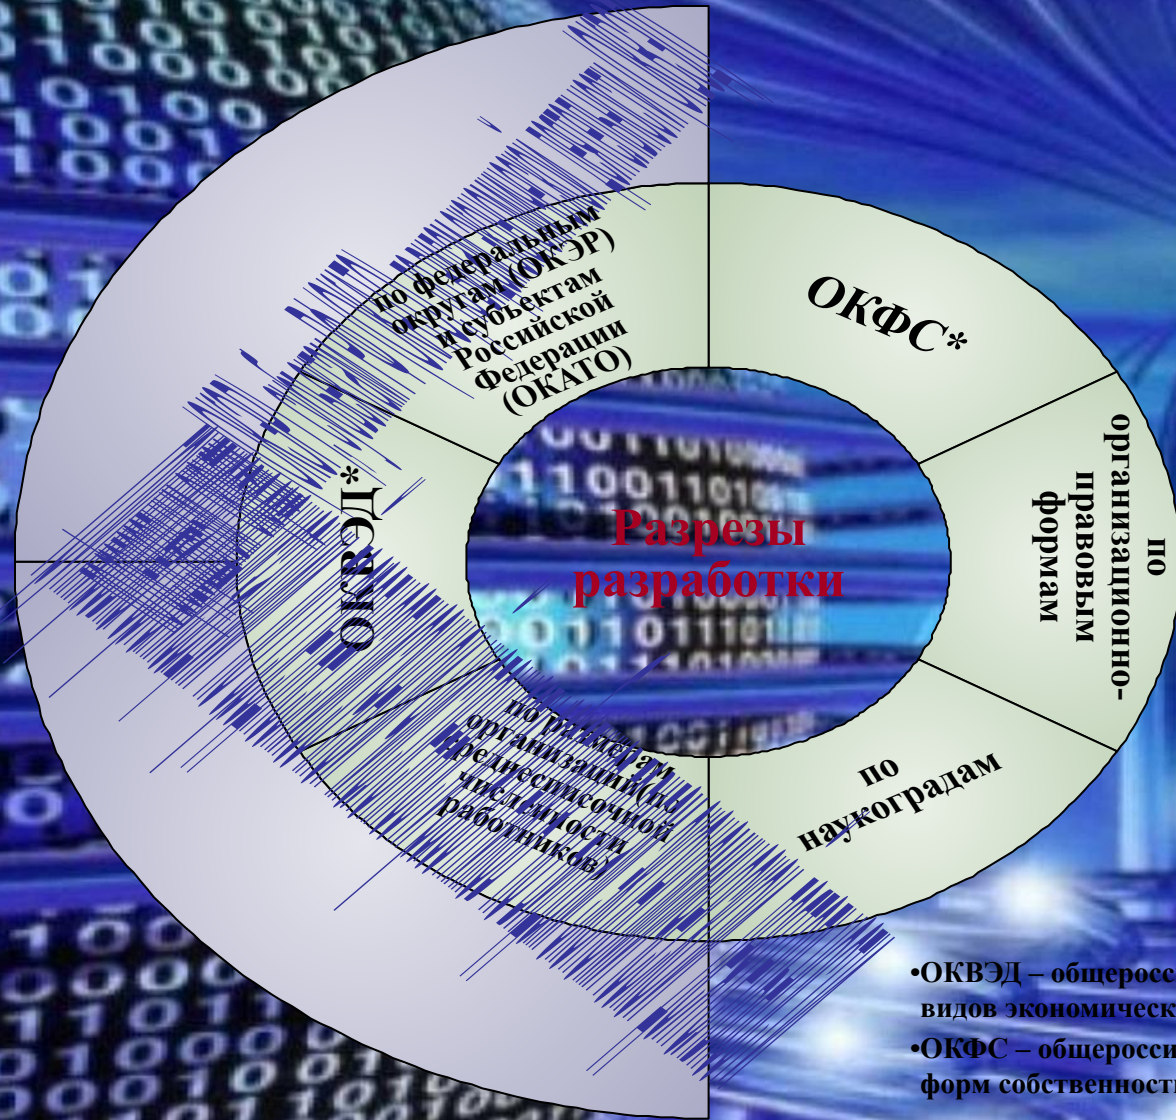 по федеральным
округам (ОКЭР)
и субъектам
Российской
Федерации
(ОКАТО)
ОКФС*
по
организационно-
правовым
формам
по
наукоградам
по размерам
организаций(по
среднесписочной
численности
работников)
ОКВЭД*
Разрезы
разработки
•ОКВЭД – общеросс
видов экономическ
•ОКФС – общеросси
форм собственност